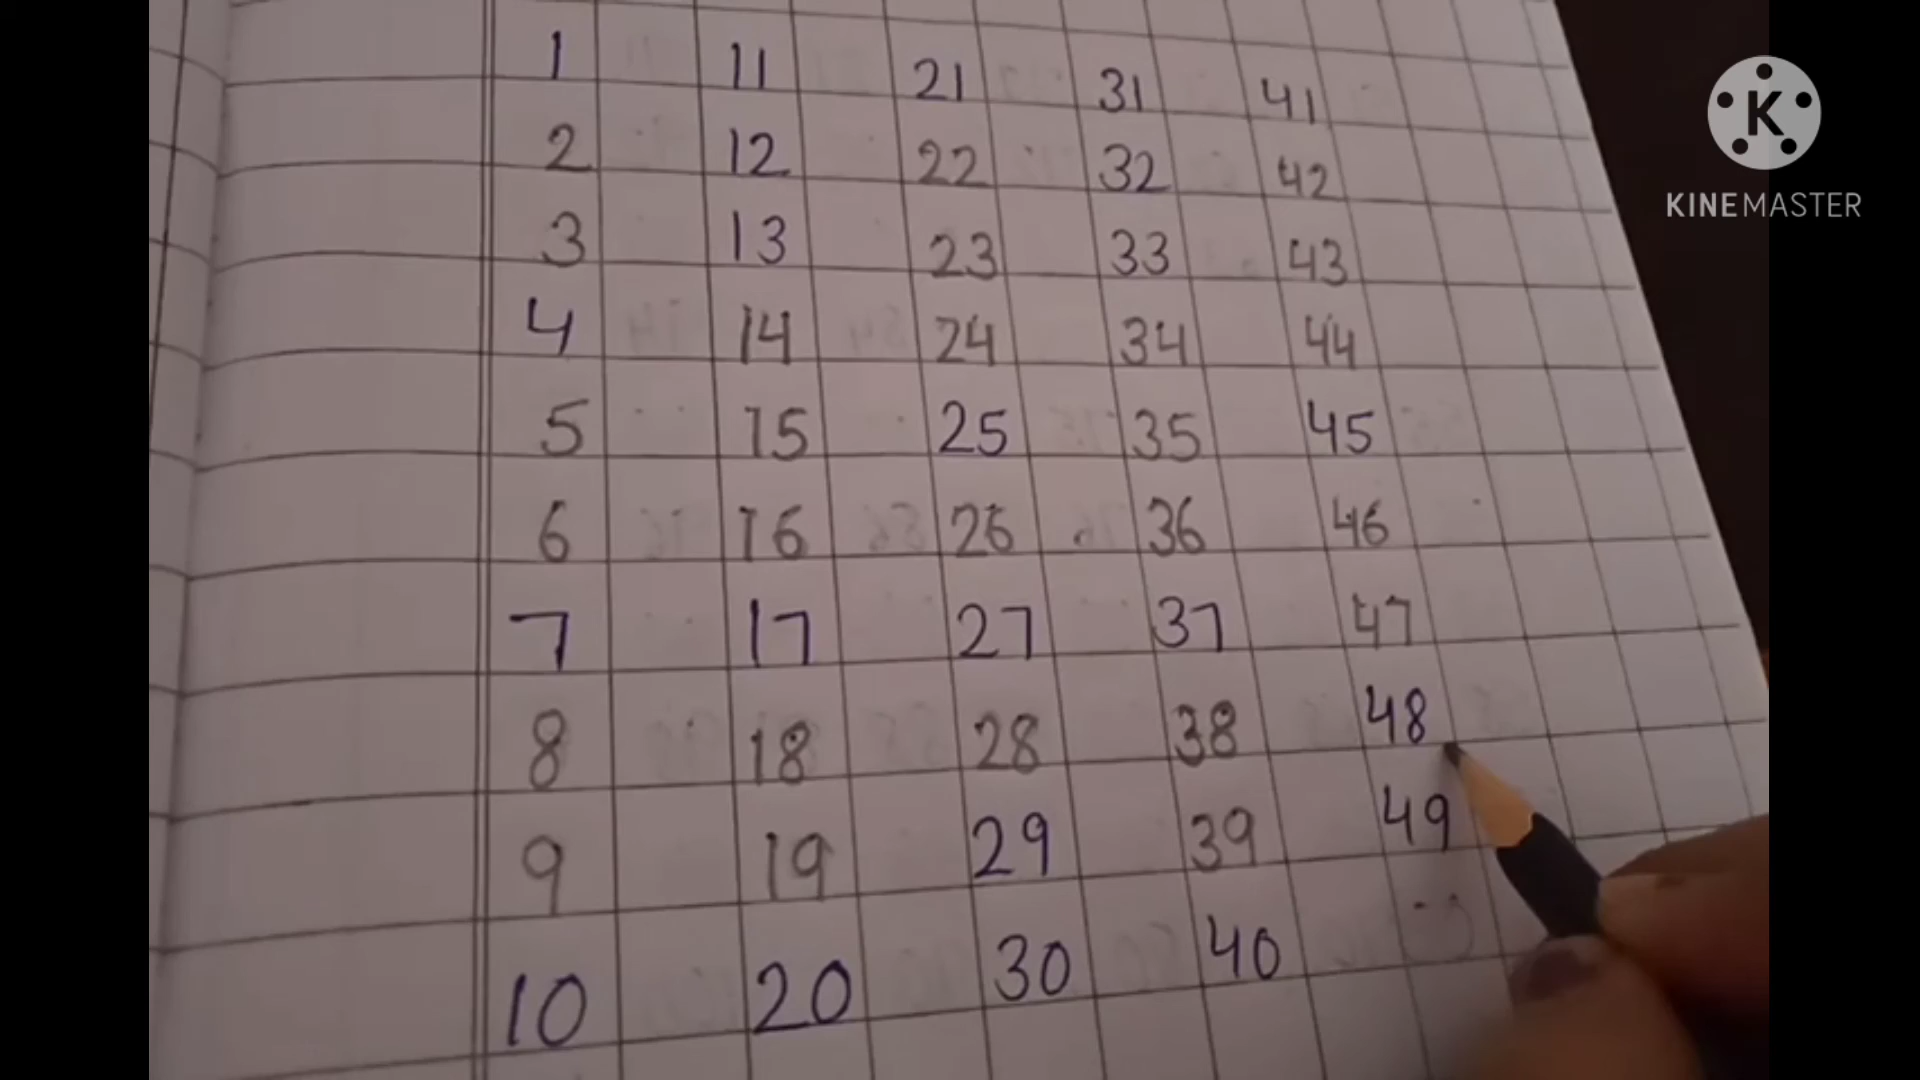 1 11 21 31 41
2 12 22 32 42
3 13 23 33 43
4 14 24 34 44
5 15 25 35 45
6 16 26 36 46
7 17 27 37 47
8 18 28 38 48
9 19 29 39 49
10 20 30 40
K
KINEMASTER